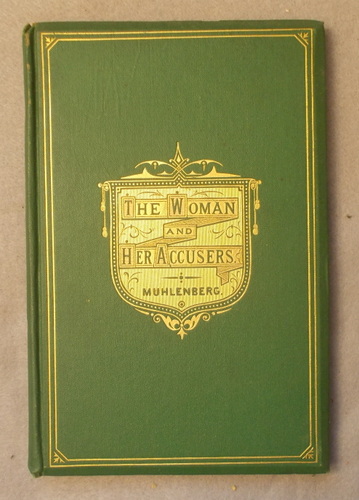 THE WOMAN
AND
HER ACCUSERS.
MUHLENBERG.